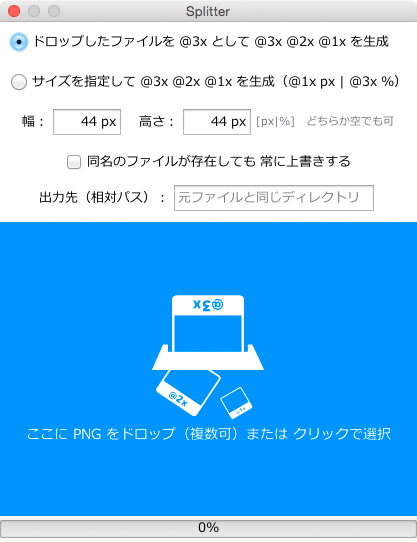 Splitter
ドロップしたファイルを @3x として @3x @2x @1x を生成
サイズを指定して @3x @2x @1x を生成（@1x px | @3x %）
幅： 44 px 高さ： 44 px [px|%] どちらか空でも可
同名のファイルが存在しても 常に上書きする
出力先（相対パス）： 元ファイルと同じディレクトリ
@3x
@2x
@1x
ここに PNG をドロップ（複数可）または クリックで選択
0%